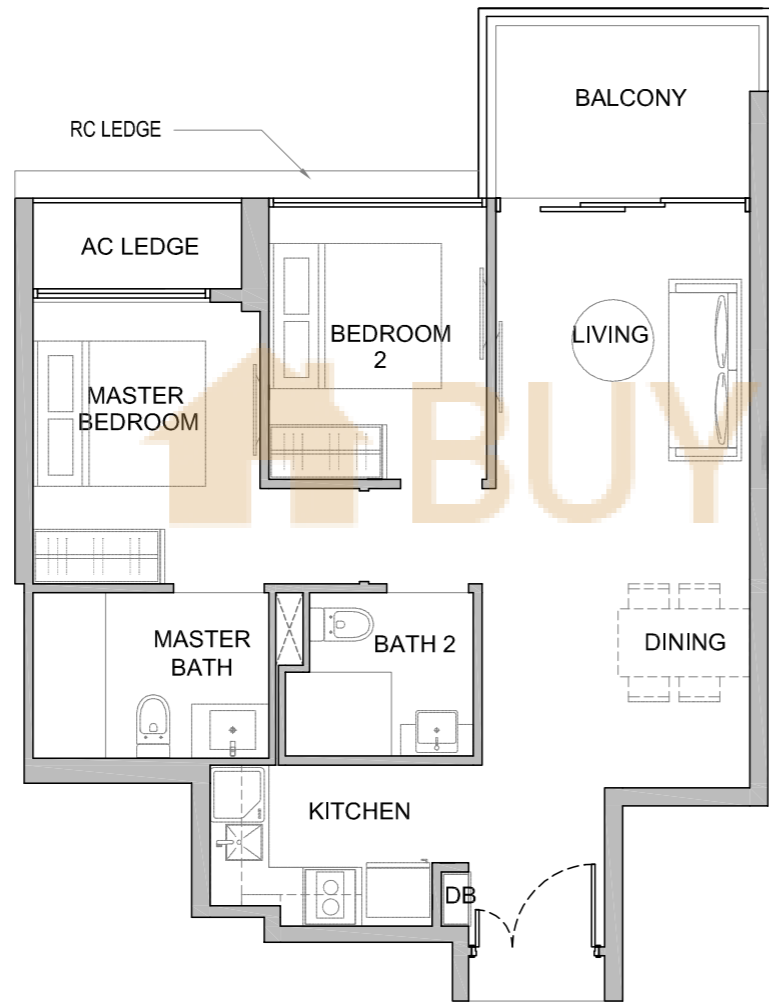 BALCONY
RC LEDGE
AC LEDGE
BEDROOM
2
LIVING
MASTER
BEDROOM
BUY
MASTER
BATH
BATH 2
DINING
KITCHEN
DB